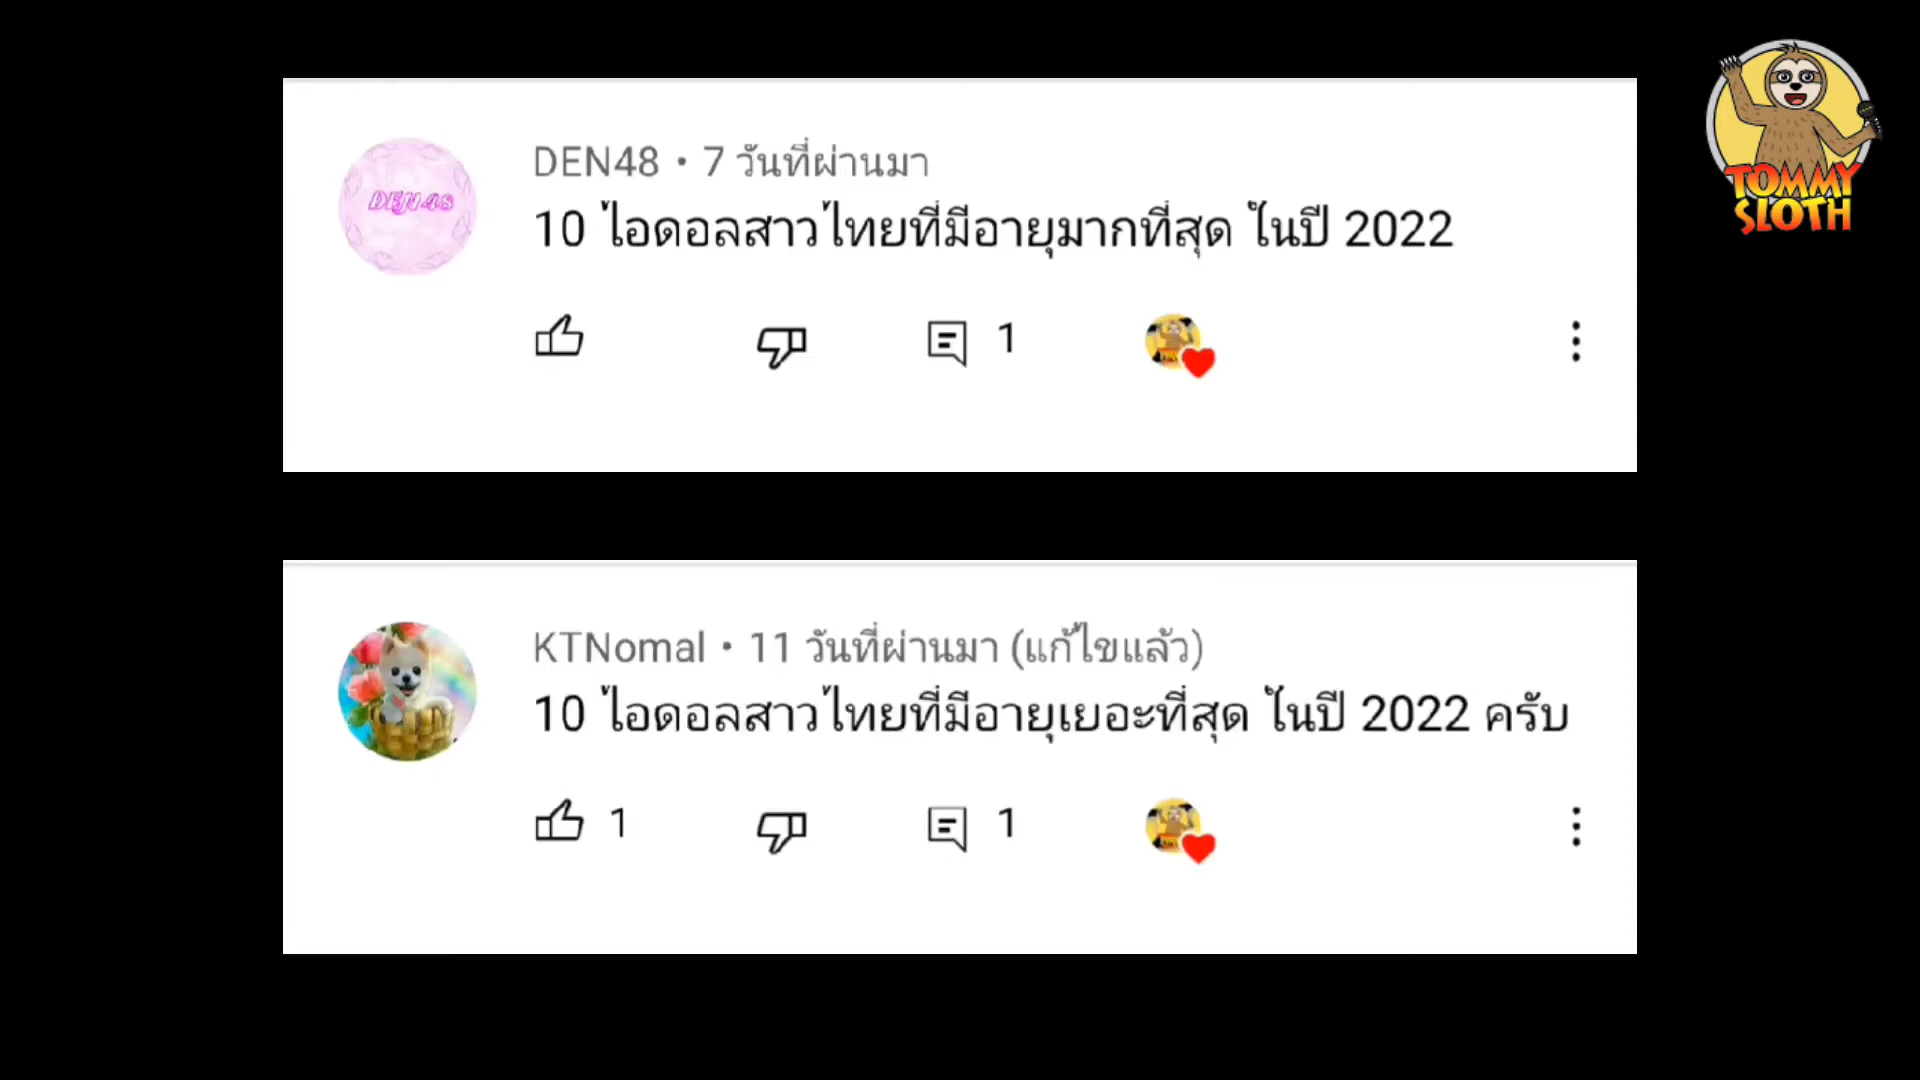 TOMMY
SLOTH
DEN48
DEN48 • 7 วันที่ผ่านมา
10 ไอดอลสาวไทยที่มีอายุมากที่สุด ในปี 2022
1
KTNomal • 11 วันที่ผ่านมา (แก้ไขแล้ว)
10 ไอดอลสาวไทยที่มีอายุเยอะที่สุด ในปี 2022 ครับ
1 1